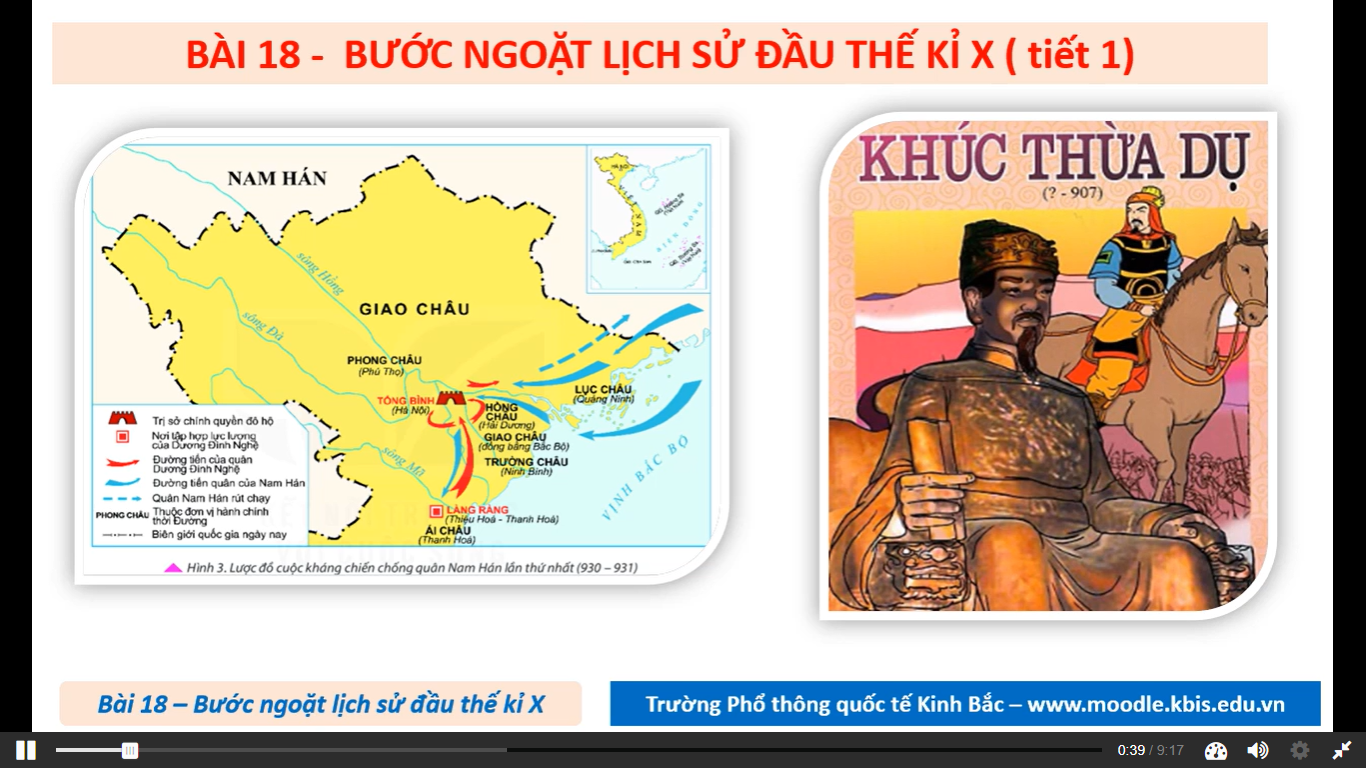 BÀI 18 - BƯỚC NGOẶT LỊCH SỬ ĐẦU THẾ KỈ X ( tiết 1)
NAM HÁN
sông Hồng
sông Đà
GIAO CHÂU
PHONG CHÂU
(Phú Thọ)
TỐNG BÌNH
(Hà Nội)
LỤC CHÂU
(Quảng Ninh)
HỒNG
CHÂU
(Hải Dương)
GIAO CHÂU
(đồng bằng Bắc Bộ)
TRƯỜNG CHÂU
(Ninh Bình)
sông Mã
VỊNH BẮC BỘ
LÀNG RÀNG
(Thiệu Hoá - Thanh Hoá)
ÁI CHÂU
(Thanh Hoá)
Trị sở chính quyền đô hộ
Nơi tập hợp lực lượng
của Dương Đình Nghệ
Đường tiến của quân
Dương Đình Nghệ
Đường tiến quân của Nam Hán
Quân Nam Hán rút chạy
PHONG CHÂU Thuộc đơn vị hành chính
thời Đường
Biên giới quốc gia ngày nay
Hình 3. Lược đồ cuộc kháng chiến chống quân Nam Hán lần thứ nhất (930 – 931)
KHÚC THỪA DỤ
(? - 907)
Bài 18 – Bước ngoặt lịch sử đầu thế kỉ X
Trường Phổ thông quốc tế Kinh Bắc – www.moodle.kbis.edu.vn
0:39 / 9:17